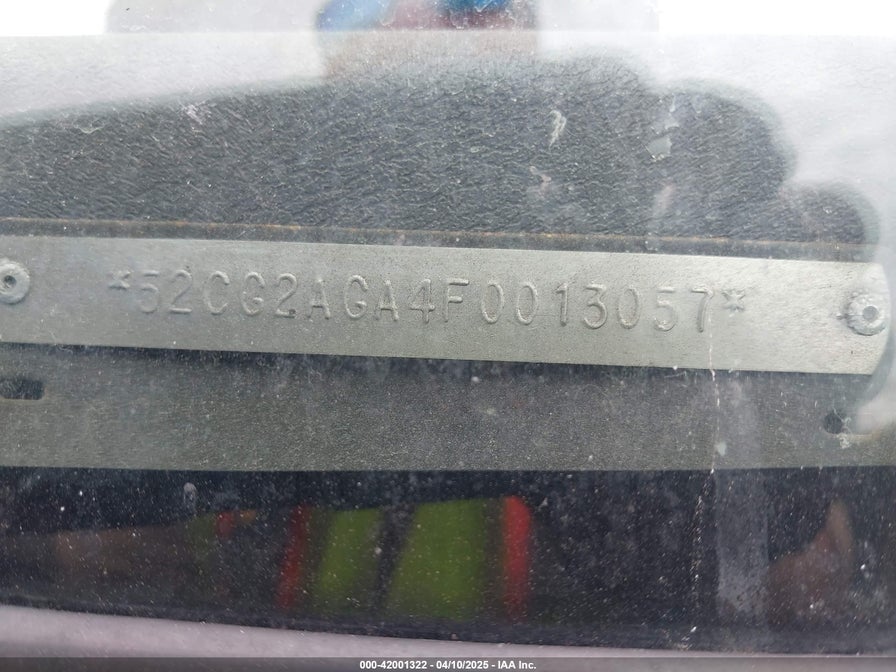 *52CG2AGA4F0013057*
000-42001322 - 04/10/2025 - IAA Inc.